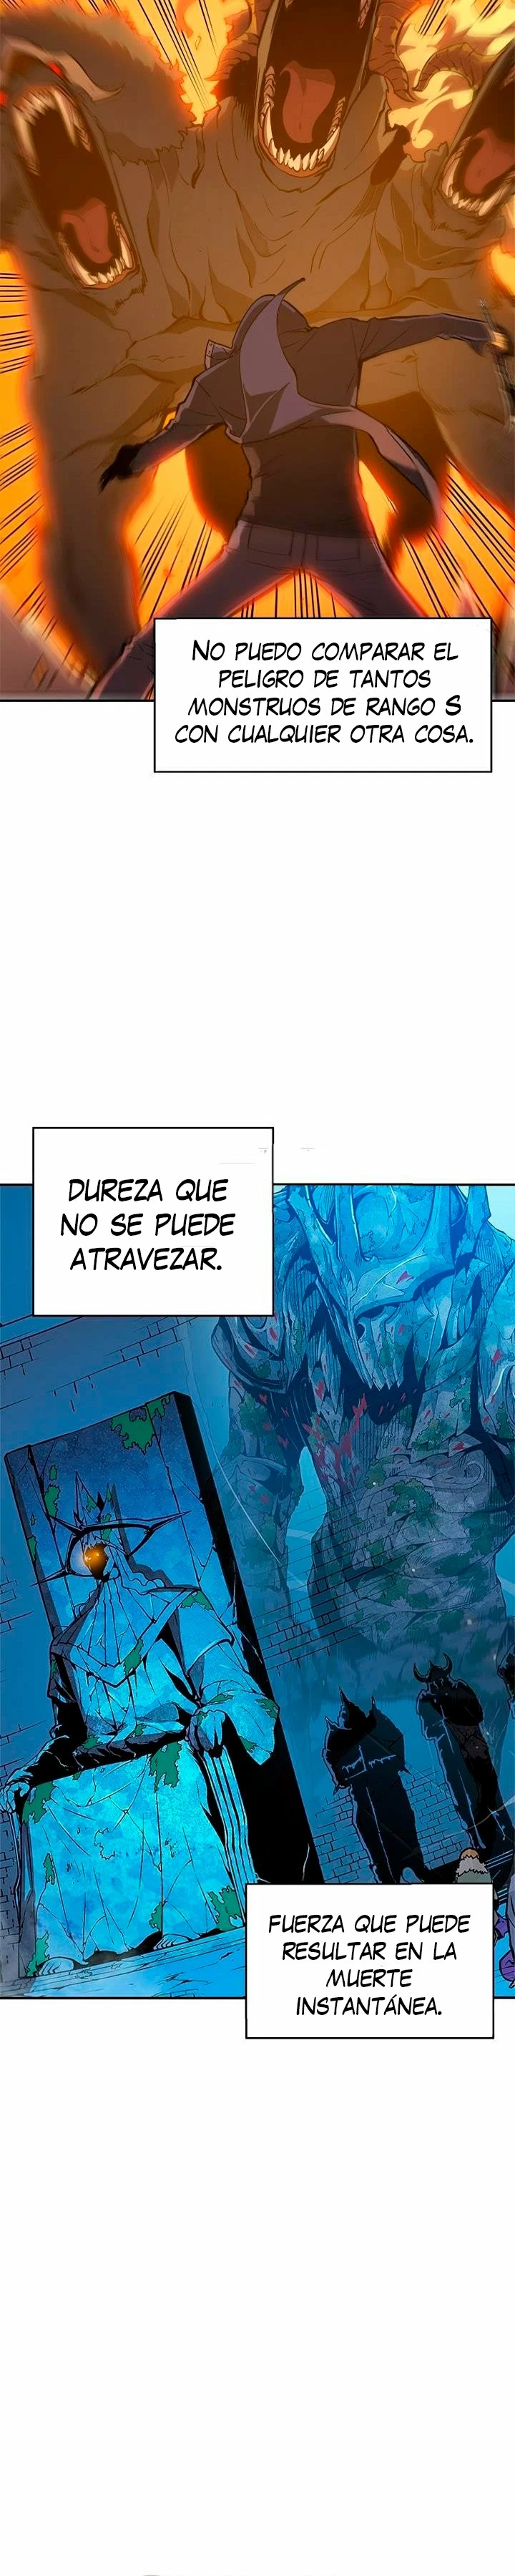 NO PUEDO COMPARAR EL
PELIGRO DE TANTOS
MONSTRUOS DE RANGO S
CON CUALQUIER OTRA COSA.
DUREZA QUE
NO SE PUEDE
ATRAVEZAR.
FUERZA QUE PUEDE
RESULTAR EN LA
MUERTE
INSTANTÁNEA.